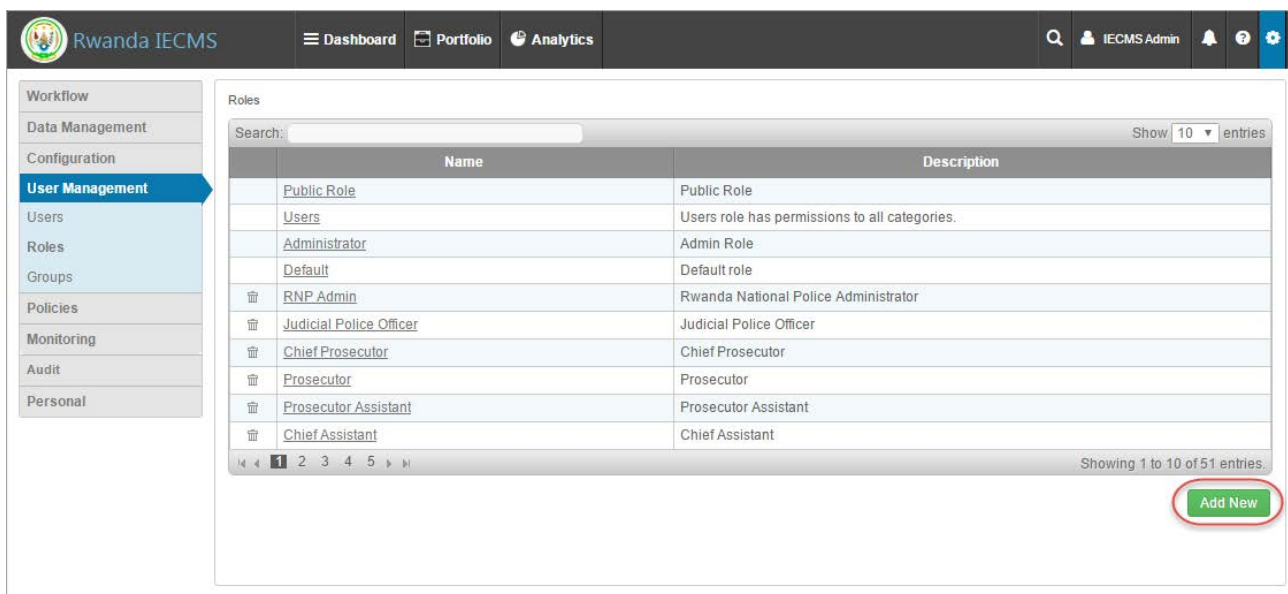 Rwanda IECMS
Dashboard Portfolio Analytics
IECMS Admin
Workflow
Data Management
Configuration
User Management
Users
Roles
Groups
Policies
Monitoring
Audit
Personal
Roles
Search:
Show 10 entries
Name Description
Public Role Public Role
Users Users role has permissions to all categories.
Administrator Admin Role
Default Default role
RNP Admin Rwanda National Police Administrator
Judicial Police Officer Judicial Police Officer
Chief Prosecutor Chief Prosecutor
Prosecutor Prosecutor
Prosecutor Assistant Prosecutor Assistant
Chief Assistant Chief Assistant
1 2 3 4 5
Showing 1 to 10 of 51 entries.
Add New